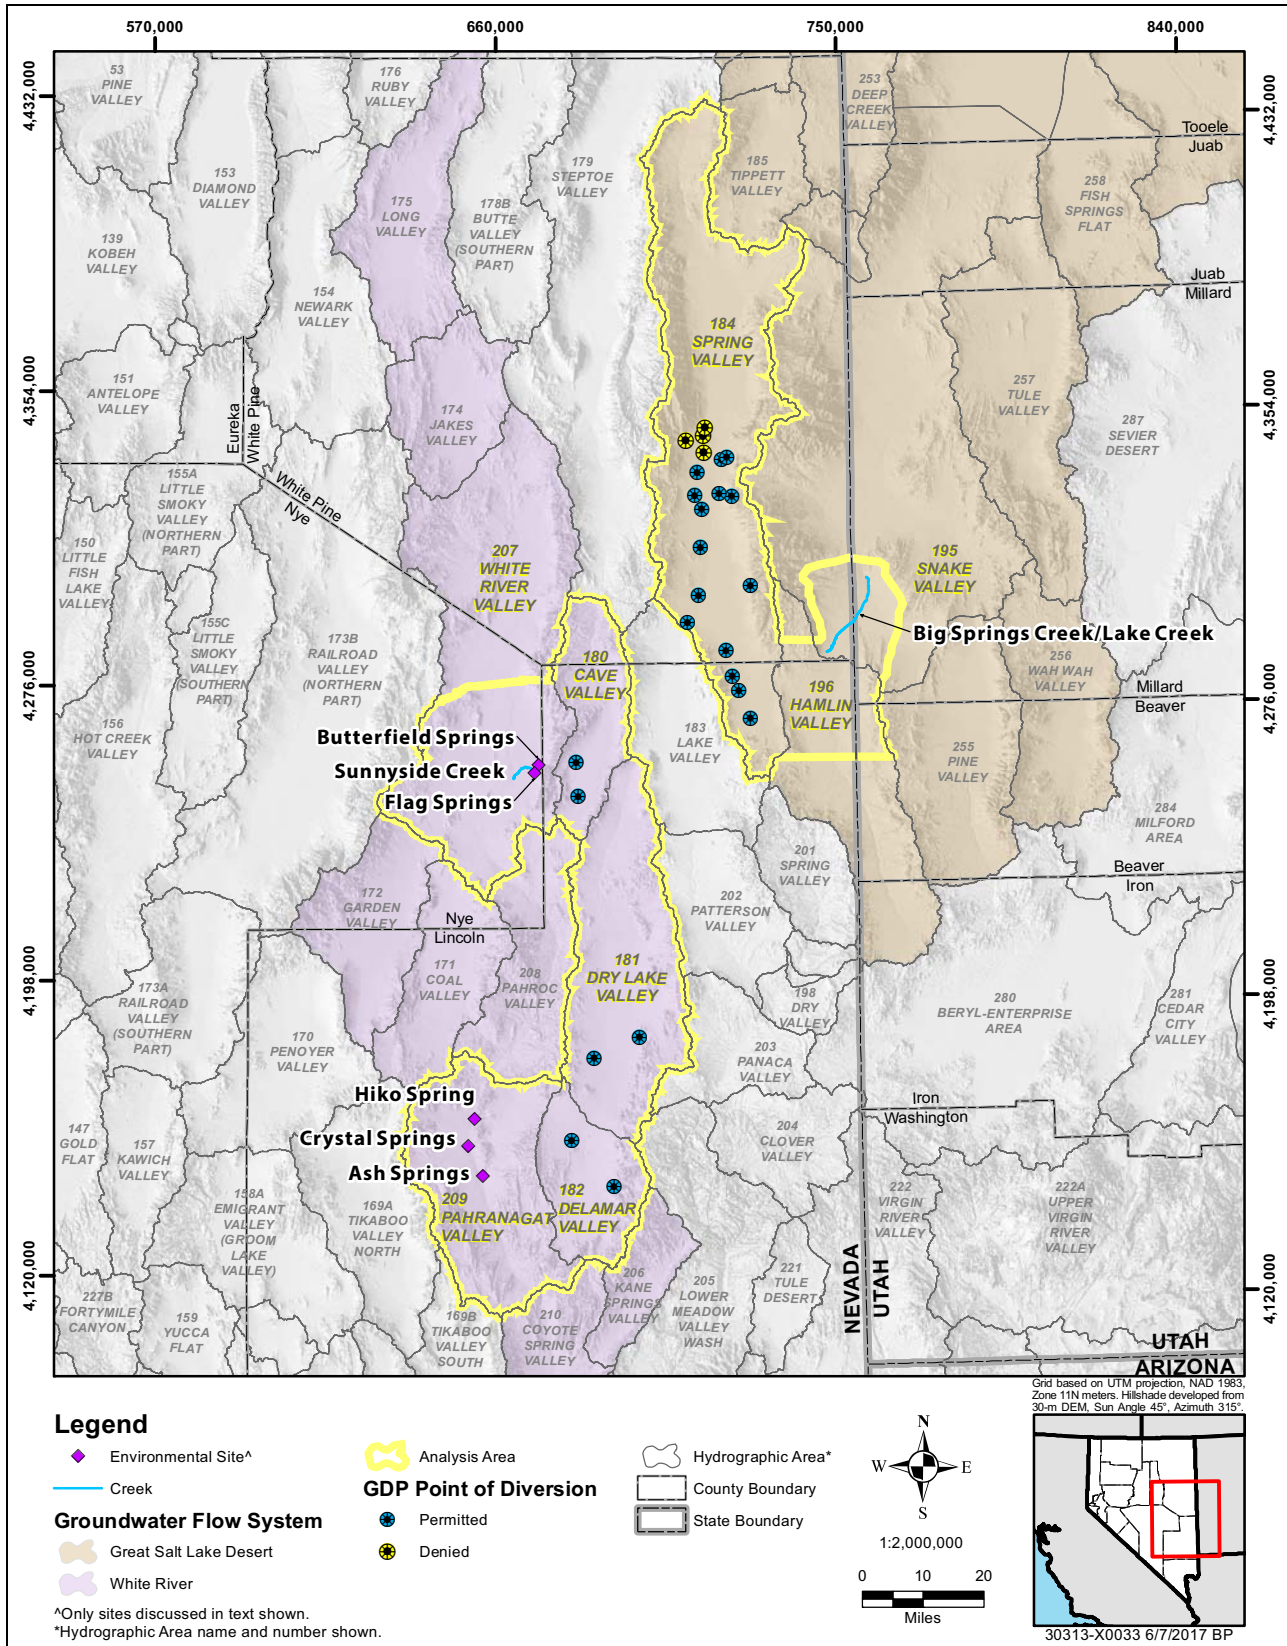 570,000
660,000
750,000
840,000
4,432,000
4,354,000
4,276,000
4,198,000
4,120,000
4,432,000
4,354,000
4,276,000
4,198,000
4,120,000
53
PINE
VALLEY
176
RUBY
VALLEY
253
DEEP
CREEK
VALLEY
Tooele
Juab
153
DIAMOND
VALLEY
179
STEPTOE
VALLEY
185
TIPPETT
VALLEY
258
FISH
SPRINGS
FLAT
175
LONG
VALLEY
178B
BUTTE
VALLEY
(SOUTHERN
PART)
139
KOBEH
VALLEY
154
NEWARK
VALLEY
Juab
Millard
184
SPRING
VALLEY
151
ANTELOPE
VALLEY
Eureka
White Pine
174
JAKES
VALLEY
257
TULE
VALLEY
287
SEVIER
DESERT
155A
LITTLE
SMOKY
VALLEY
(NORTHERN
PART)
White Pine
Nye
150
LITTLE
FISH
LAKE
VALLEY
207
WHITE
RIVER
VALLEY
195
SNAKE
VALLEY
155C
LITTLE
SMOKY
VALLEY
(SOUTHERN
PART)
173B
RAILROAD
VALLEY
(NORTHERN
PART)
Big Springs Creek/Lake Creek
180
CAVE
VALLEY
256
WAH WAH
VALLEY
196
HAMLIN
VALLEY
Millard
Beaver
156
HOT CREEK
VALLEY
183
LAKE
VALLEY
Butterfield Springs
Sunnyside Creek
Flag Springs
255
PINE
VALLEY
284
MILFORD
AREA
201
SPRING
VALLEY
Beaver
Iron
172
GARDEN
VALLEY
202
PATTERSON
VALLEY
Nye
Lincoln
171
COAL
VALLEY
208
PAHROC
VALLEY
181
DRY LAKE
VALLEY
173A
RAILROAD
VALLEY
(SOUTHERN
PART)
198
DRY
VALLEY
280
BERYL-ENTERPRISE
AREA
281
CEDAR
CITY
VALLEY
170
PENOYER
VALLEY
203
PANACA
VALLEY
Hiko Spring
Crystal Springs
Ash Springs
Iron
Washington
147
GOLD
FLAT
157
KAWICH
VALLEY
204
CLOVER
VALLEY
158A
EMIGRANT
VALLEY
(GROOM
LAKE
VALLEY)
169A
TIKABOO
VALLEY
NORTH
209
PAHRANAGAT
VALLEY
182
DELAMAR
VALLEY
222
VIRGIN
RIVER
VALLEY
222A
UPPER
VIRGIN
RIVER
VALLEY
NEVADA
UTAH
227B
FORTYMILE
CANYON
159
YUCCA
FLAT
169B
TIKABOO
VALLEY
SOUTH
210
COYOTE
SPRING
VALLEY
206
KANE
SPRINGS
VALLEY
205
LOWER
MEADOW
VALLEY
WASH
221
TULE
DESERT
UTAH
ARIZONA
Grid based on UTM projection, NAD 1983,
Zone 11N meters. Hillshade developed from
30-m DEM, Sun Angle 45°, Azimuth 315°.
Legend
Environmental Site^
Creek
Groundwater Flow System
Great Salt Lake Desert
White River
Analysis Area
GDP Point of Diversion
Permitted
Denied
Hydrographic Area*
County Boundary
State Boundary
N
W
E
S
1:2,000,000
0
10
20
Miles
^Only sites discussed in text shown.
*Hydrographic Area name and number shown.
30313-X0033 6/7/2017 BP